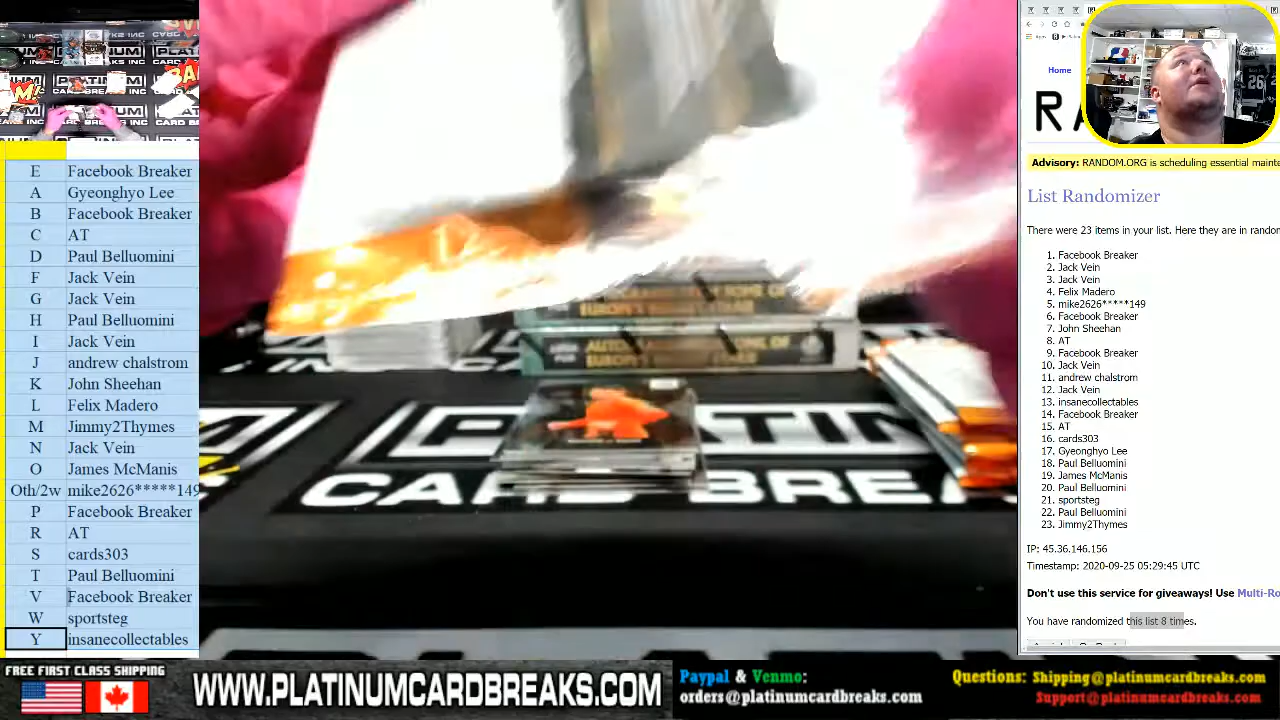 E Facebook Breaker
A Gyeonghyo Lee
B Facebook Breaker
C AT
D Paul Belluomini
F Jack Vein
G Jack Vein
H Paul Belluomini
I Jack Vein
J andrew chalstrom
K John Sheehan
L Felix Madero
M Jimmy2Thymes
N Jack Vein
O James McManis
Oth/2w mike2626*****149
P Facebook Breaker
R AT
S cards303
T Paul Belluomini
V Facebook Breaker
W sportsteg
Y insanecollectables
AUTOGRAPHS
EUROPE'S
CARD BREA
Home
RA
Advisory: RANDOM.ORG is scheduling essential mainte
List Randomizer
There were 23 items in your list. Here they are in random
1. Facebook Breaker
2. Jack Vein
3. Jack Vein
4. Felix Madero
5. mike2626*****149
6. Facebook Breaker
7. John Sheehan
8. AT
9. Facebook Breaker
10. Jack Vein
11. andrew chalstrom
12. Jack Vein
13. insanecollectables
14. Facebook Breaker
15. AT
16. cards303
17. Gyeonghyo Lee
18. Paul Belluomini
19. James McManis
20. Paul Belluomini
21. sportsteg
22. Paul Belluomini
23. Jimmy2Thymes
IP: 45.36.146.156
Timestamp: 2020-09-25 05:29:45 UTC
Don't use this service for giveaways! Use Multi-Ro
You have randomized this list 8 times.
FREE FIRST CLASS SHIPPING
WWW.PLATINUMCARDBREAKS.COM
Paypal & Venmo:
orders@platinumcardbreaks.com
Questions: Shipping@platinumcardbreaks.com
Support@platinumcardbreaks.com